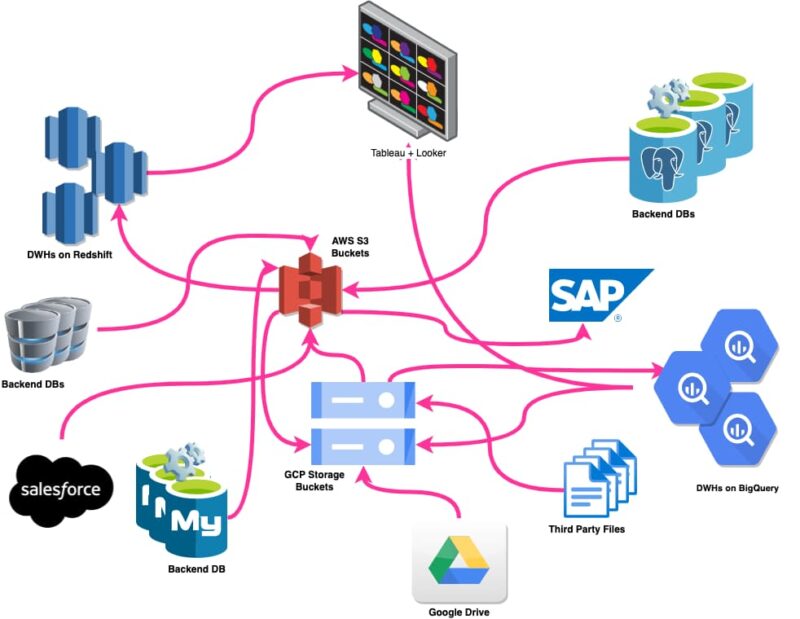 Tableau + Looker
Backend DBs
DWHs on Redshift
AWS S3
Buckets
SAP
®
Backend DBs
GCP Storage
Buckets
salesforce
My
Backend DB
Third Party Files
DWHs on BigQuery
Google Drive